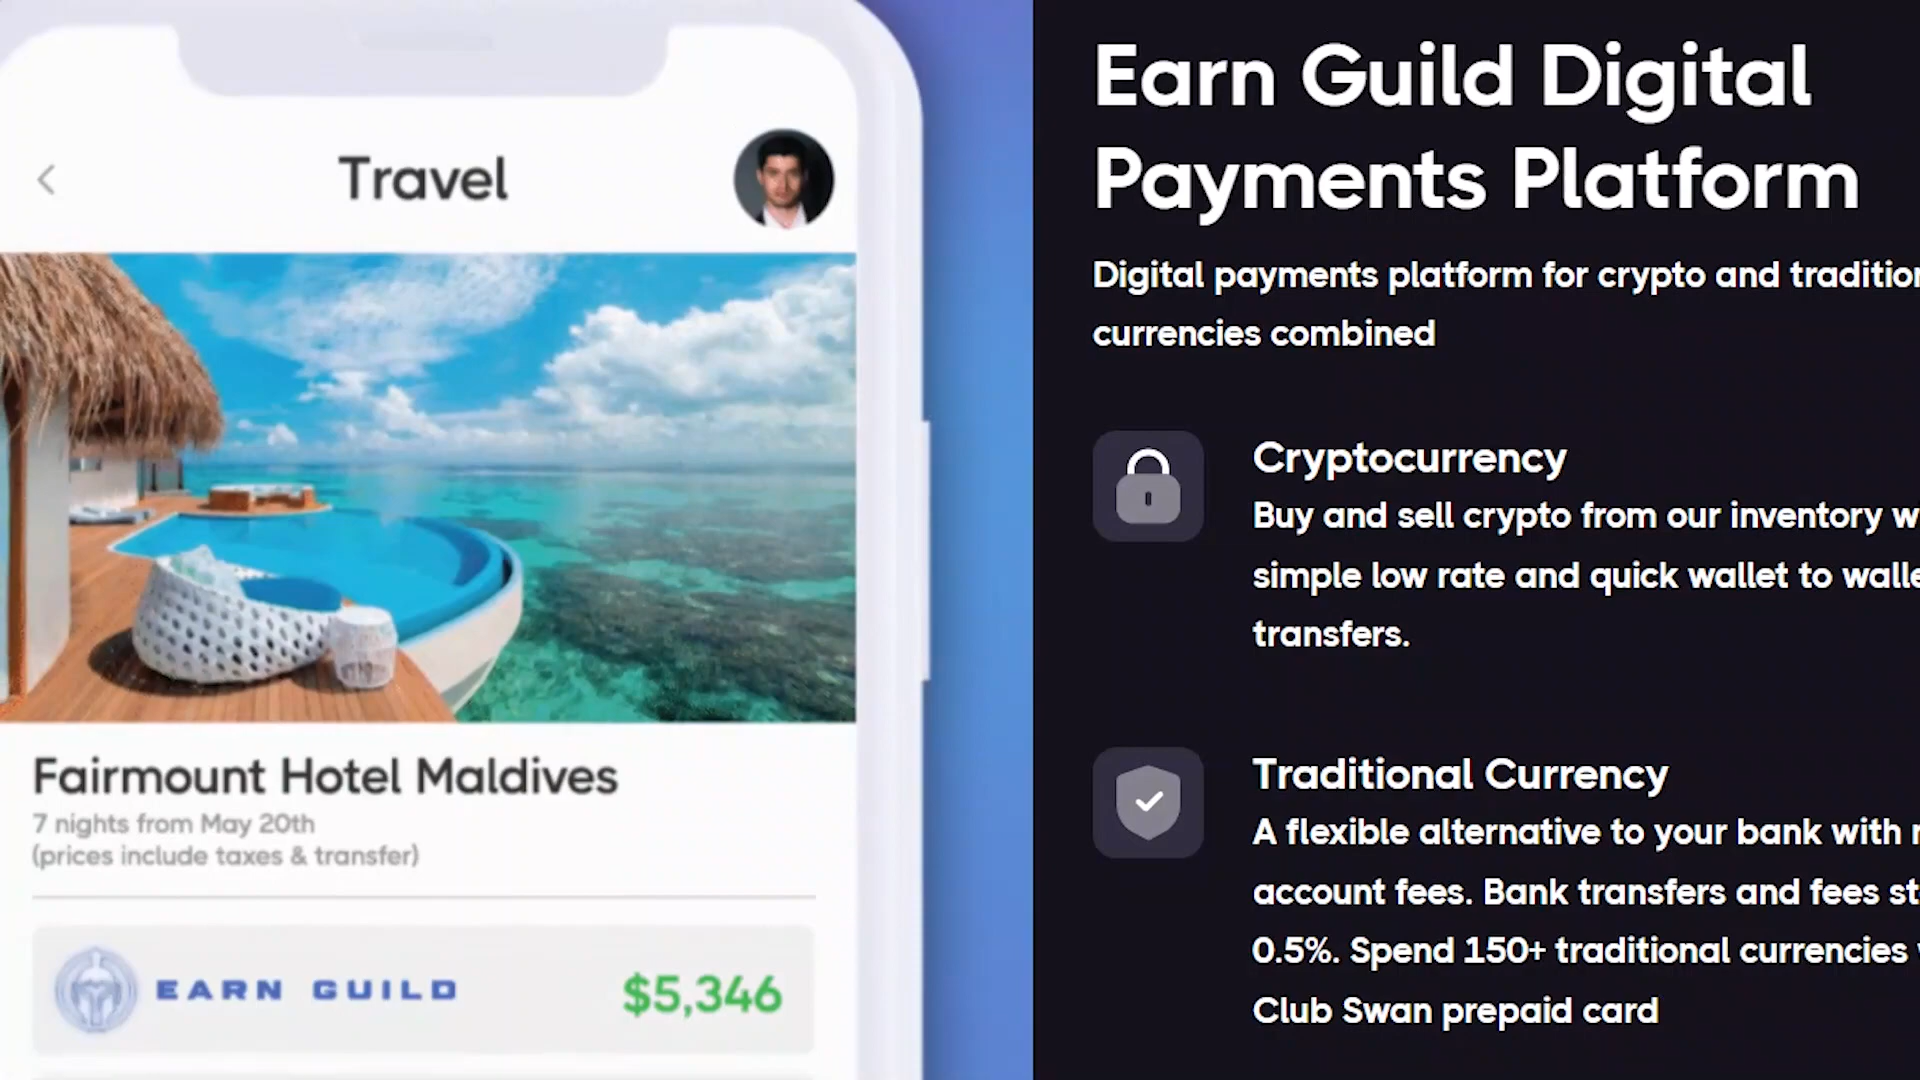 Travel
Fairmount Hotel Maldives
7 nights from May 20th
(prices include taxes & transfer)
EARN GUILD
$5,346
Earn Guild Digital
Payments Platform
Digital payments platform for crypto and
currencies combined
Cryptocurrency
Buy and sell crypto from our inventory
simple low rate and quick wallet to
transfers.
Traditional Currency
A flexible alternative to your bank with
account fees. Bank transfers and fees
0.5%. Spend 150+ traditional currencies
Club Swan prepaid card